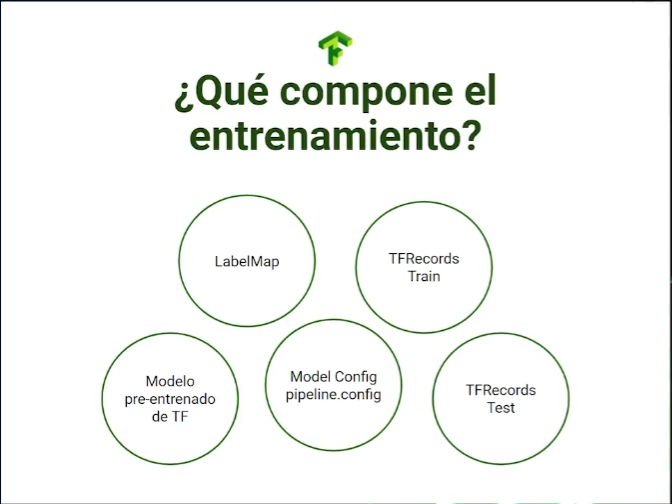 ¿Qué compone el
entrenamiento?
LabelMap
TFRecords
Train
Modelo
pre-entrenado
de TF
Model Config
pipeline.config
TFRecords
Test